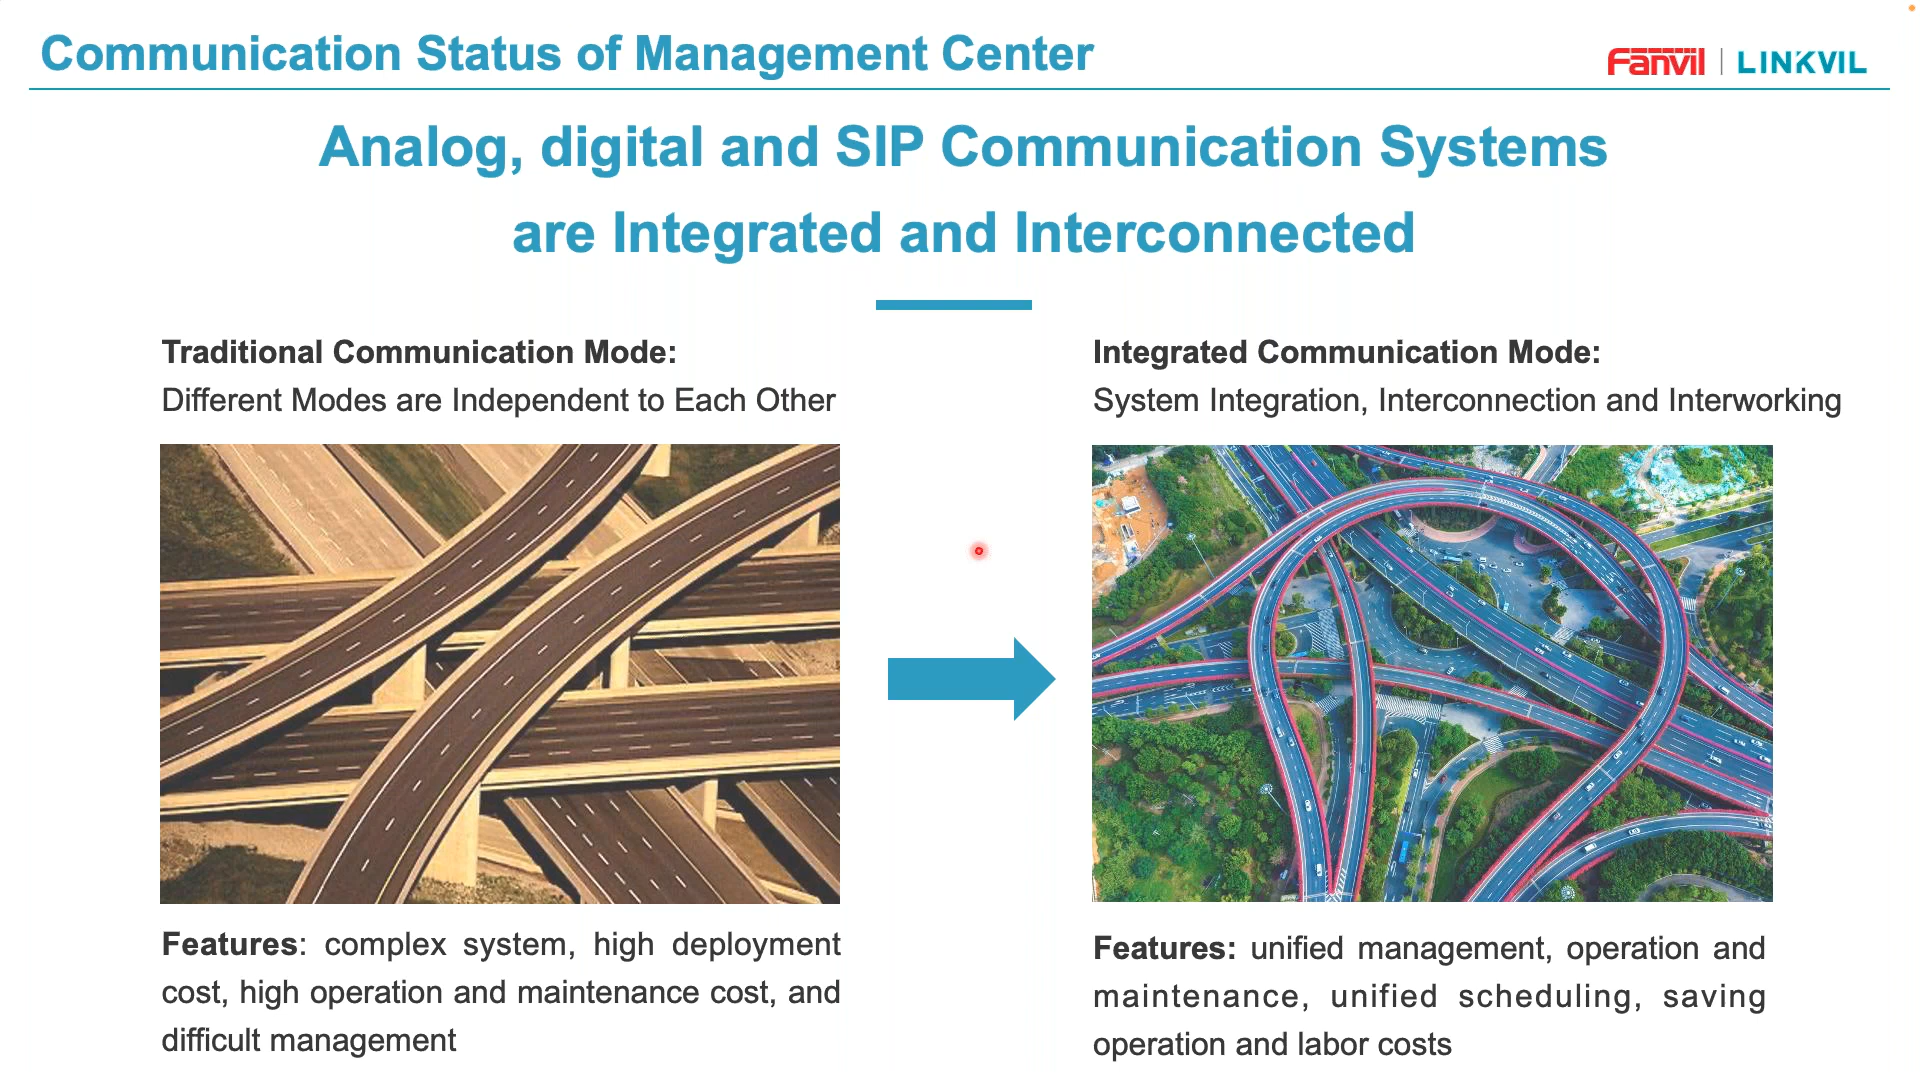 Communication Status of Management Center
Fanvil | LINKVIL
Analog, digital and SIP Communication Systems
are Integrated and Interconnected
Traditional Communication Mode:
Different Modes are Independent to Each Other
Features: complex system, high deployment
cost, high operation and maintenance cost, and
difficult management
Integrated Communication Mode:
System Integration, Interconnection and Interworking
Features: unified management, operation and
maintenance, unified scheduling, saving
operation and labor costs